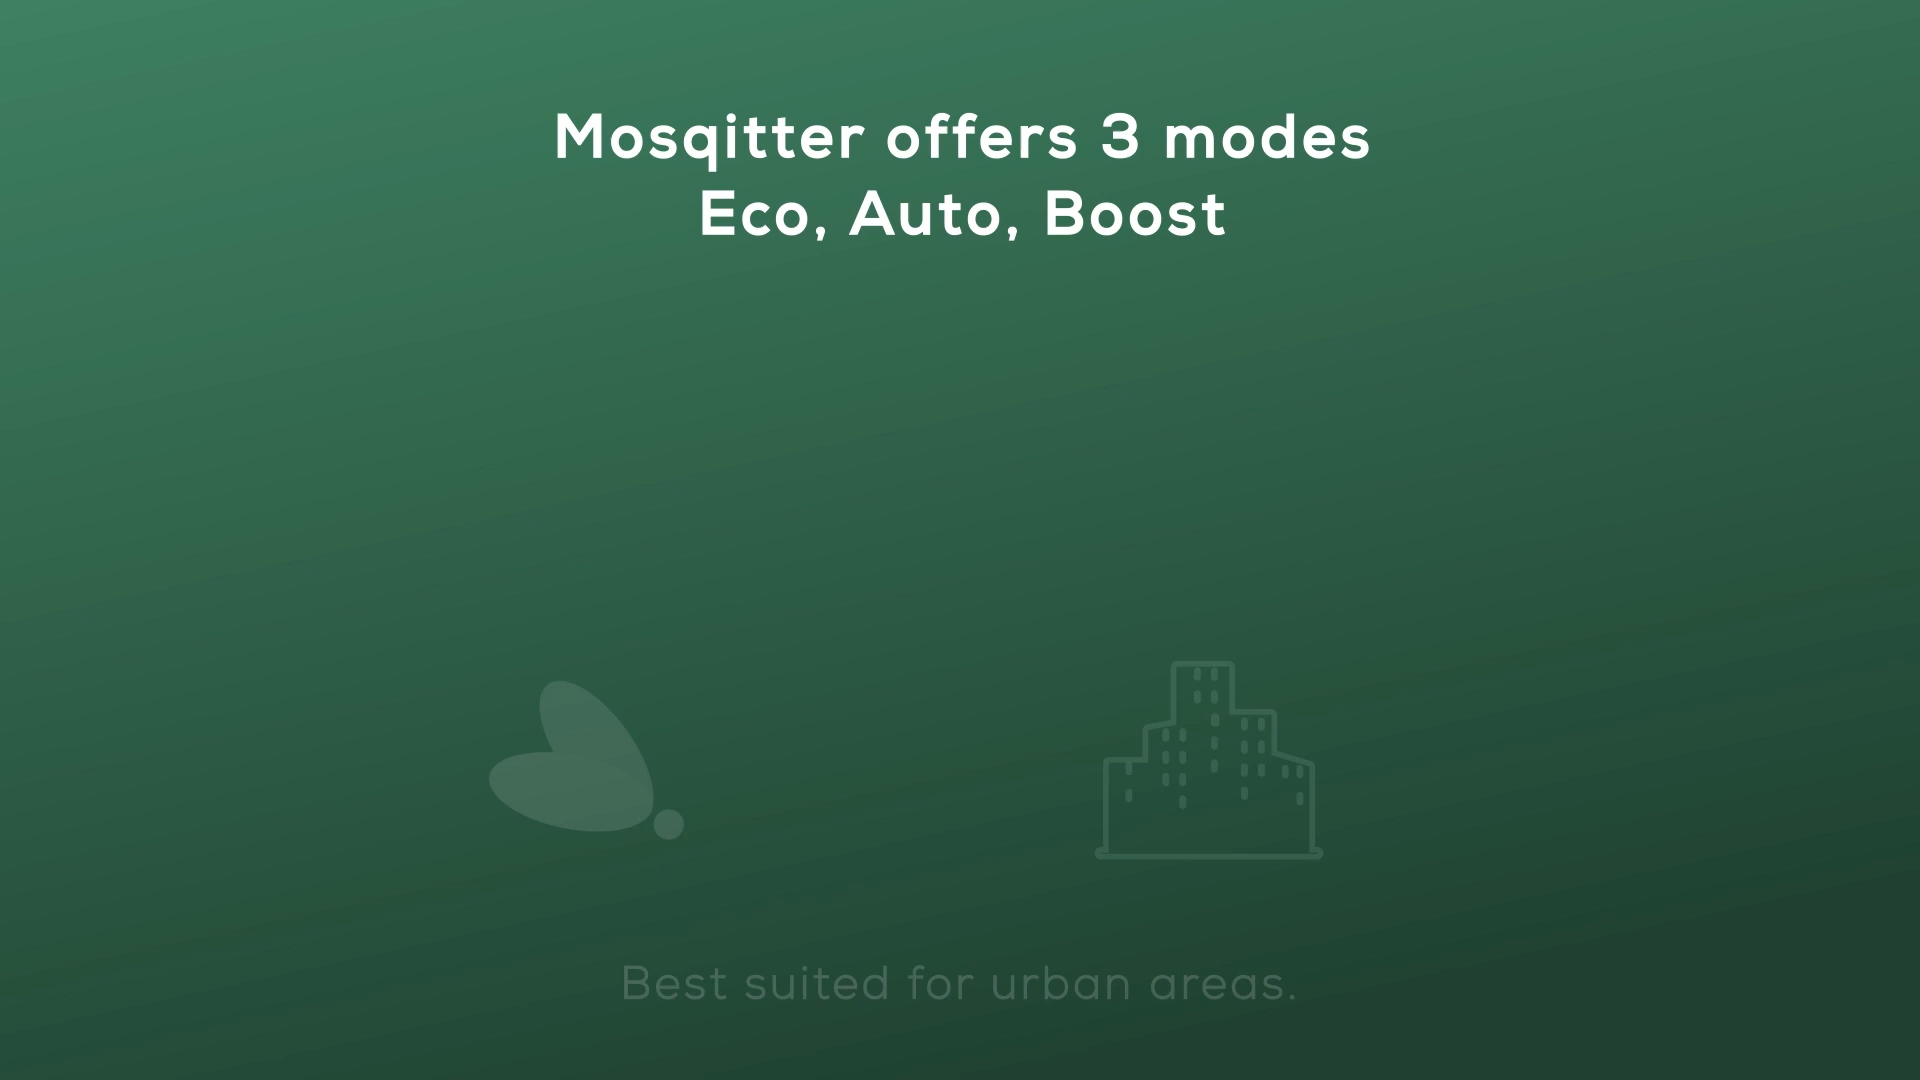 Mosqitter offers 3 modes
Eco, Auto, Boost
Best suited for urban areas.